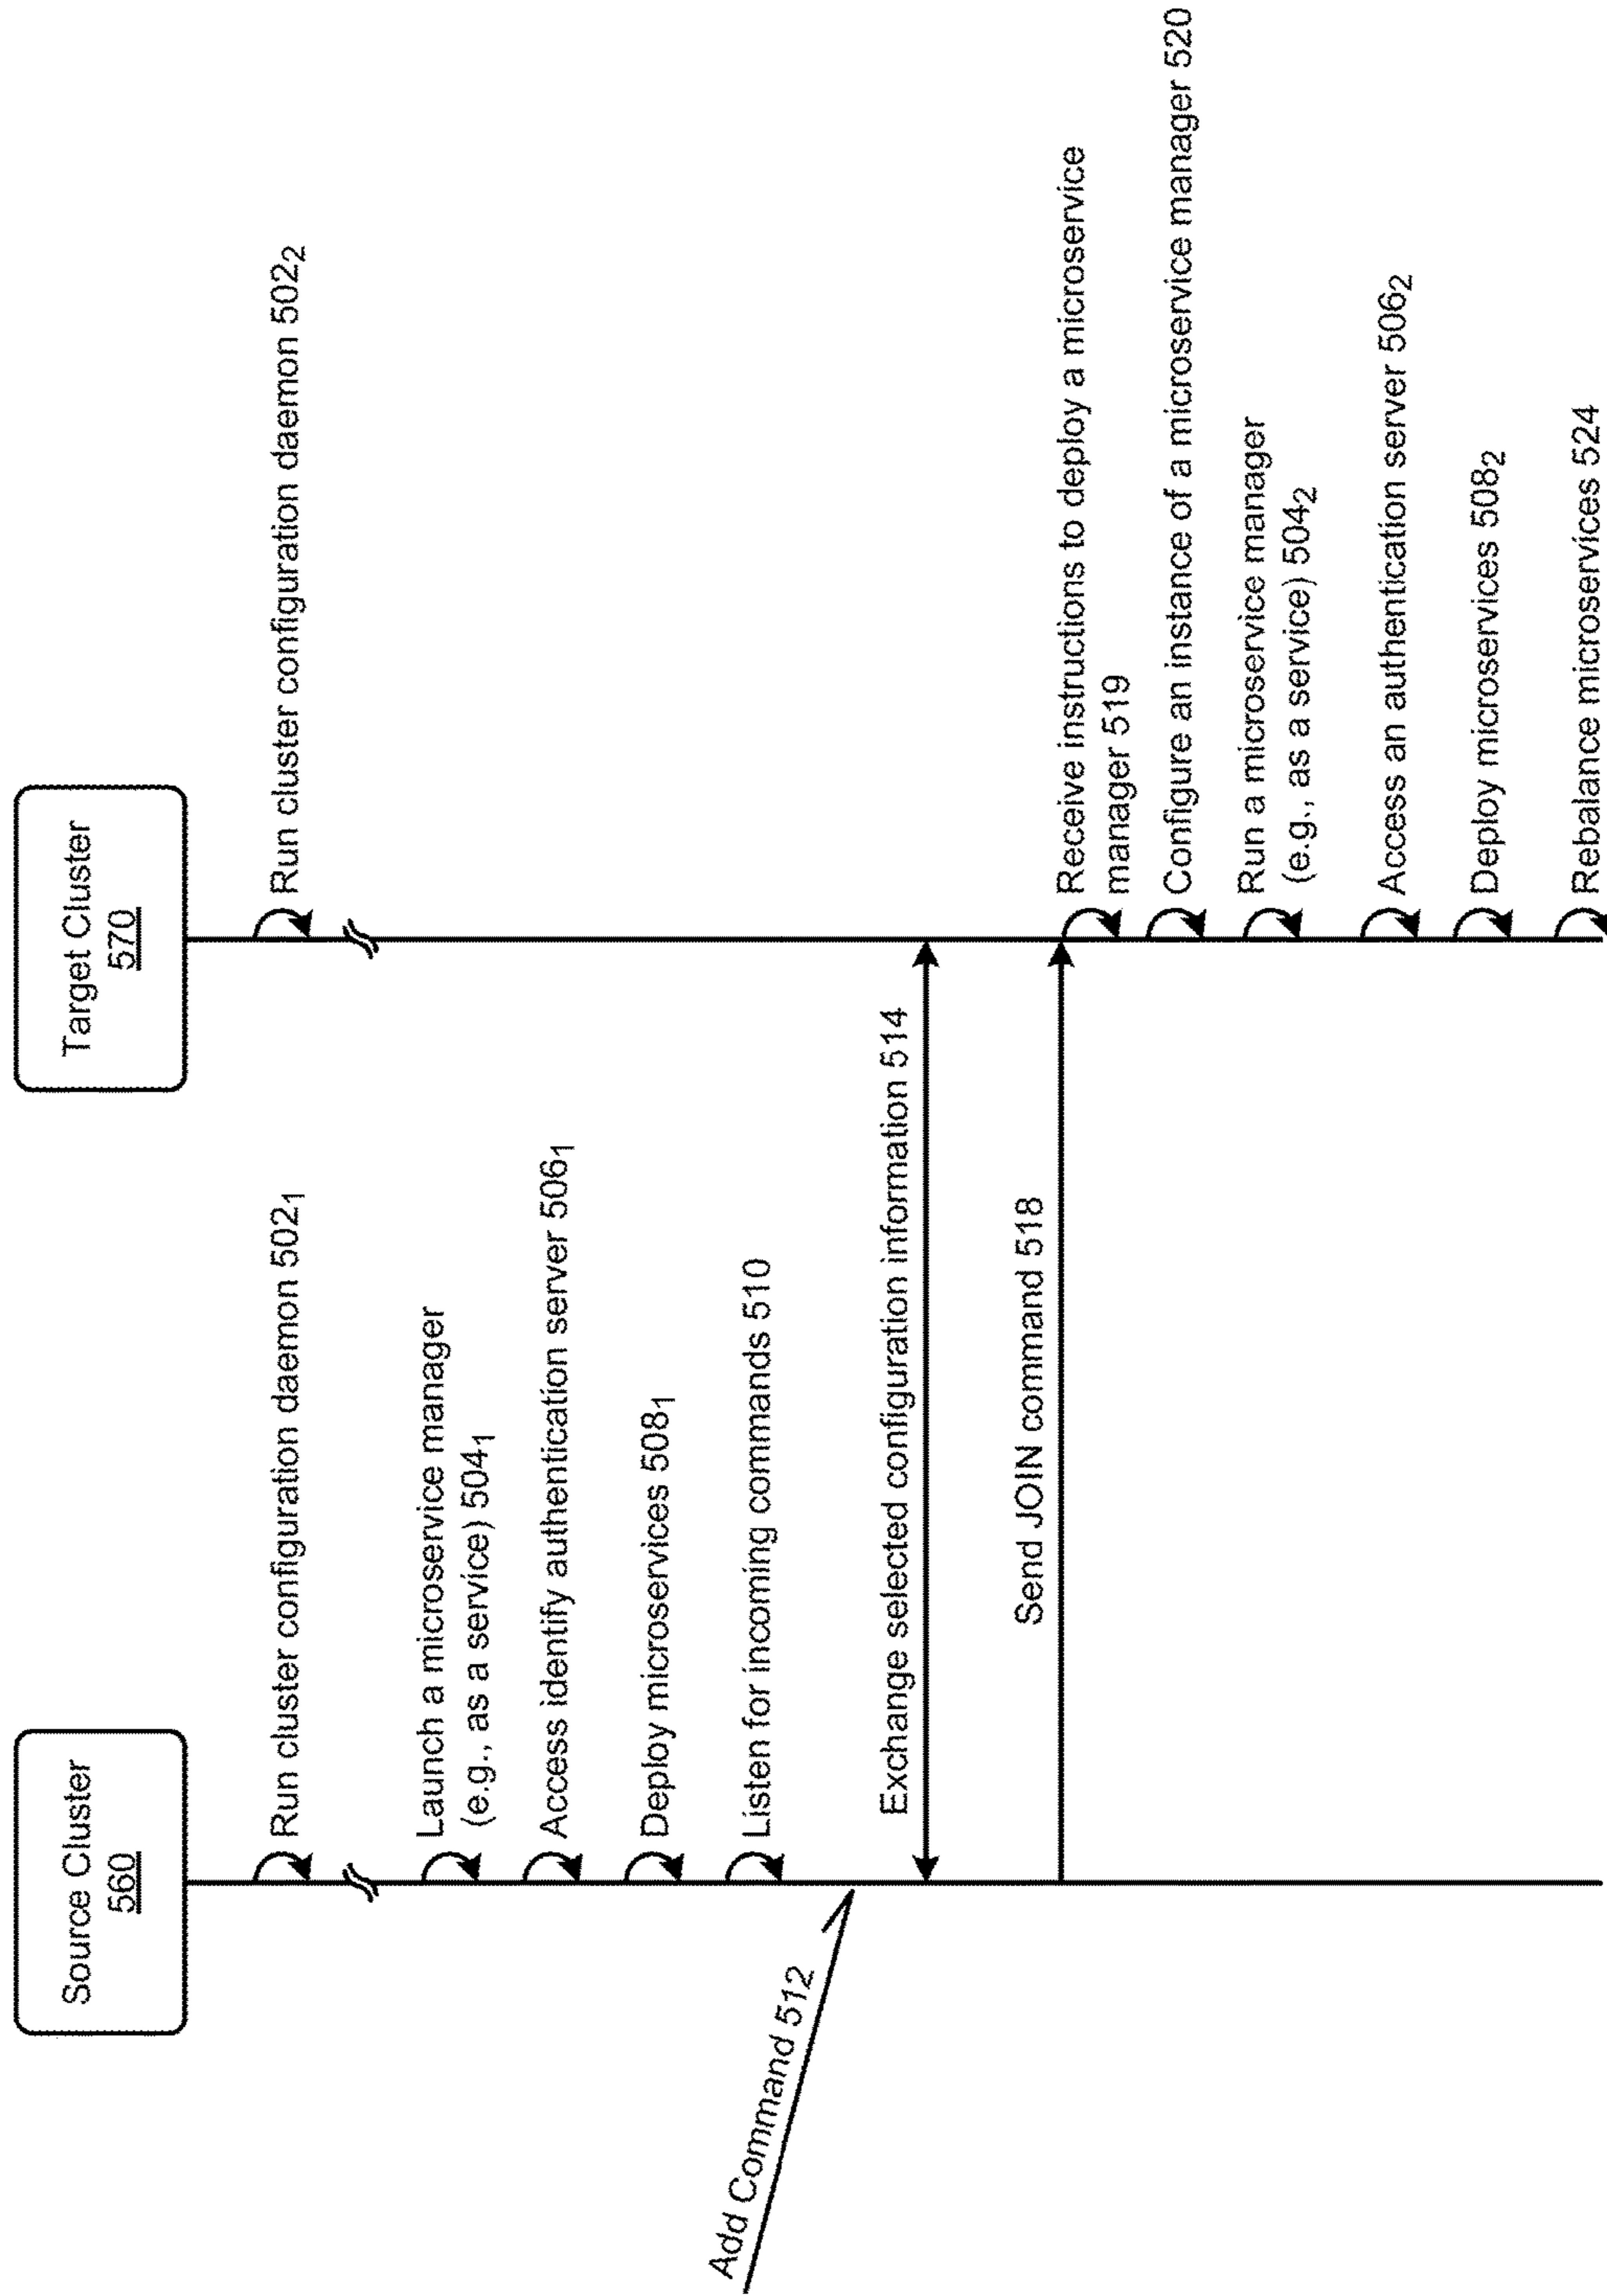 Source Cluster
560
Target Cluster
570
Run cluster configuration daemon 502₁
Run cluster configuration daemon 502₂
Launch a microservice manager
(e.g., as a service) 504₁
Access identify authentication server 506₁
Deploy microservices 508₁
Listen for incoming commands 510
Add Command 512
Exchange selected configuration information 514
Send JOIN command 518
Receive instructions to deploy a microservice
manager 519
Configure an instance of a microservice manager 520
Run a microservice manager
(e.g., as a service) 504₂
Access an authentication server 506₂
Deploy microservices 508₂
Rebalance microservices 524